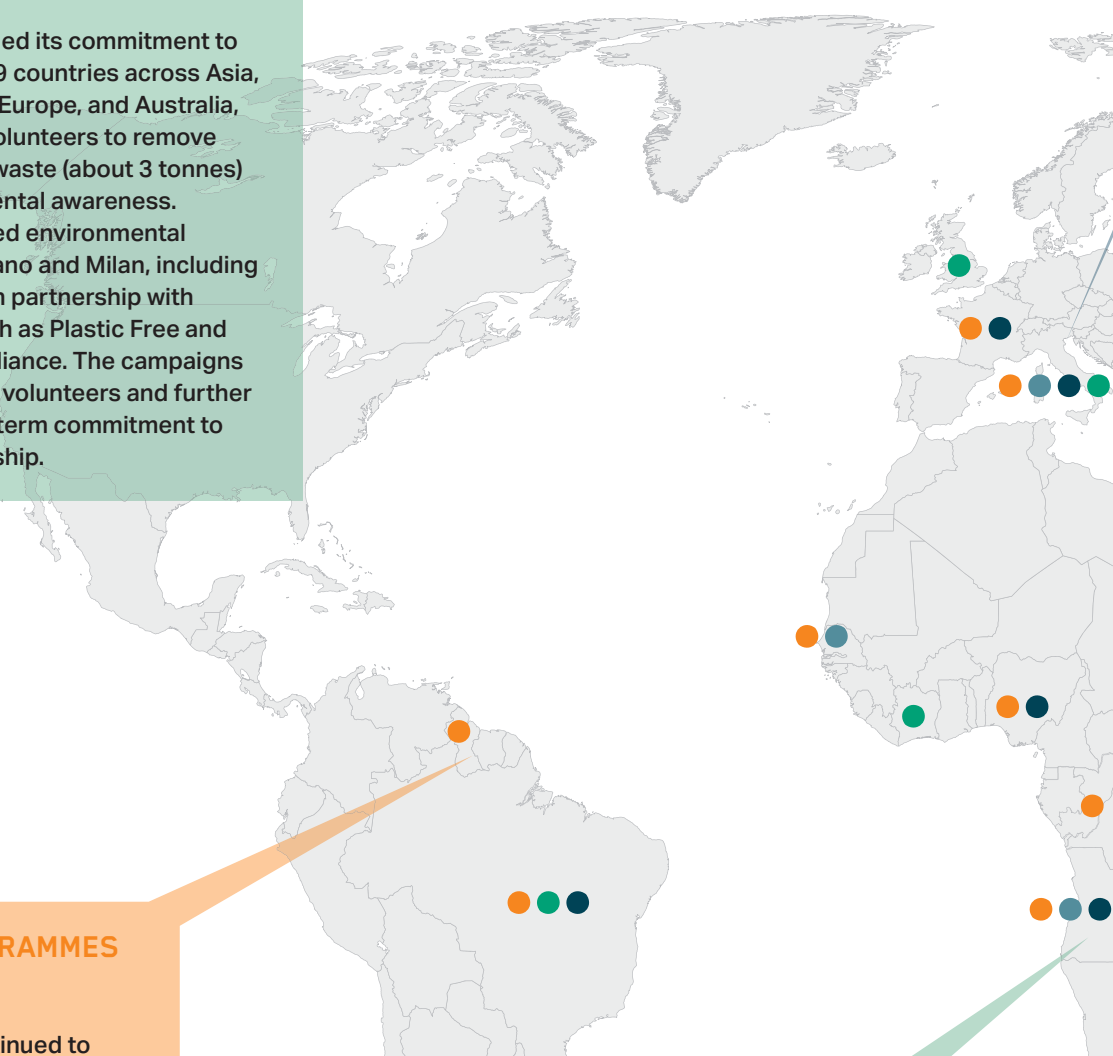 ed its commitment to
9 countries across Asia,
Europe, and Australia,
olunteers to remove
waste (about 3 tonnes)
ental awareness.
ed environmental
ano and Milan, including
n partnership with
h as Plastic Free and
liance. The campaigns
volunteers and further
term commitment to
ship.
RAMMES
inued to